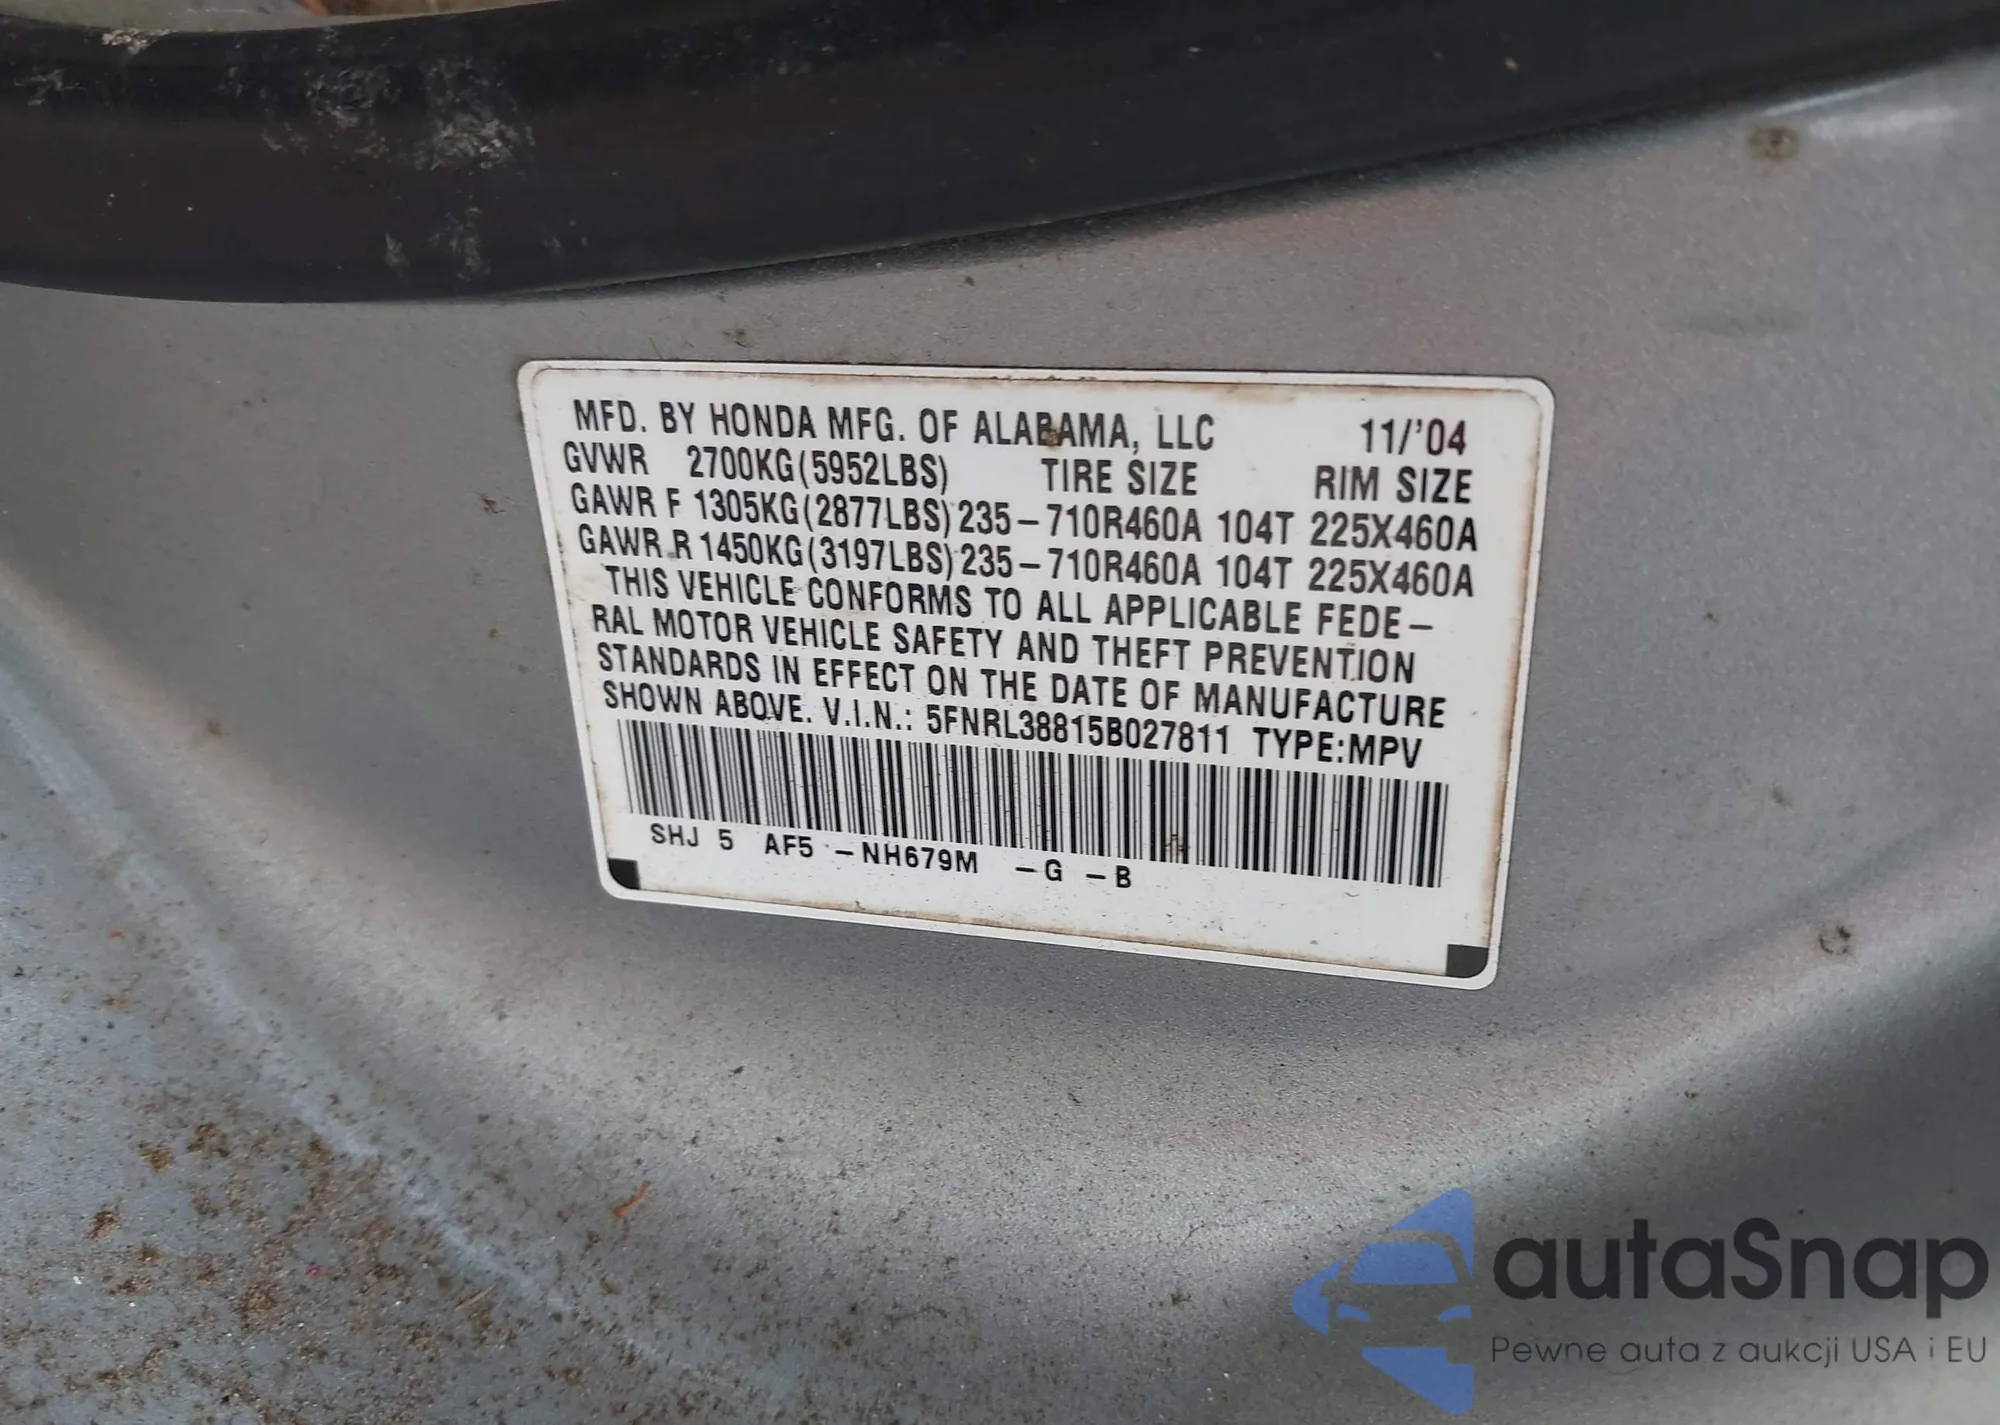 MFD. BY HONDA MFG. OF ALABAMA, LLC 11/'04
GVWR 2700KG(5952LBS) TIRE SIZE RIM SIZE
GAWR F 1305KG(2877LBS)235-710R460A 104T 225X460A
GAWR R 1450KG(3197LBS)235-710R460A 104T 225X460A
THIS VEHICLE CONFORMS TO ALL APPLICABLE FEDE-
RAL MOTOR VEHICLE SAFETY AND THEFT PREVENTION
STANDARDS IN EFFECT ON THE DATE OF MANUFACTURE
SHOWN ABOVE. V.I.N.: 5FNRL38815B027811 TYPE:MPV
SHJ 5 AF5 -NH679M -G -B
autaSnap
Pewne auta z aukcji USA i EU